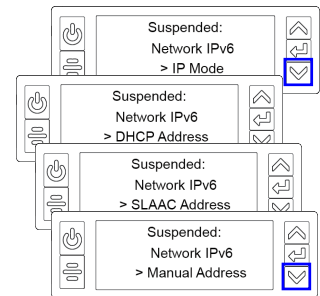 Suspended:
Network IPv6
> IP Mode
Suspended:
Network IPv6
> DHCP Address
Suspended:
Network IPv6
> SLAAC Address
Suspended:
Network IPv6
> Manual Address